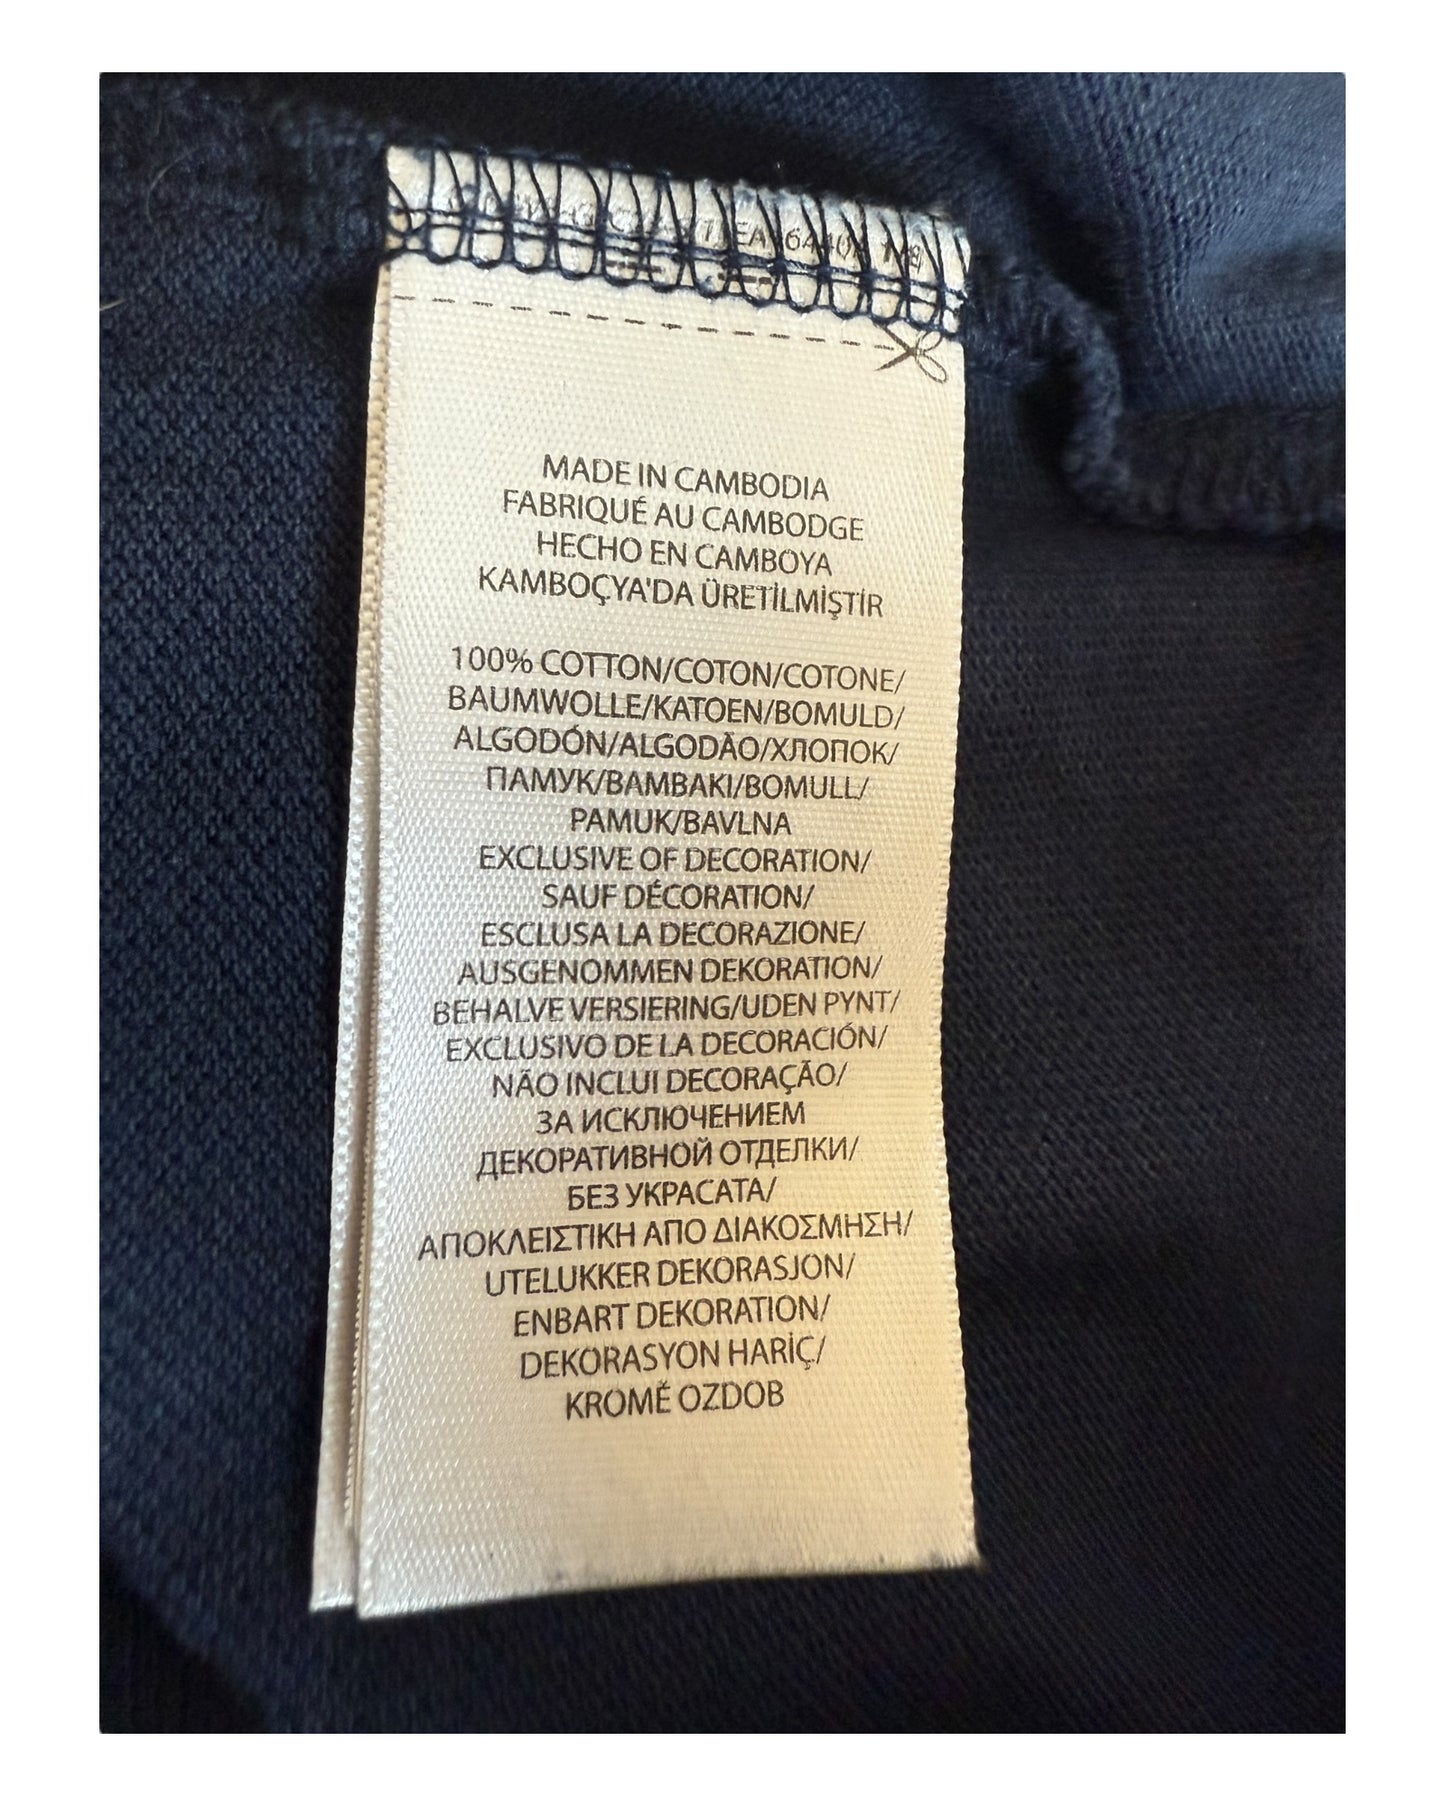 MADE IN CAMBODIA
FABRIQUÉ AU CAMBODGE
HECHO EN CAMBOYA
KAMBOÇYA'DA ÜRETİLMİŞTİR
100% COTTON/COTON/COTONE/
BAUMWOLLE/KATOEN/BOMULD/
ALGODÓN/ALGODÃO/ХЛОПОК/
ПАМУК/ΒΑΜΒΑΚΙ/BOMULL/
PAMUK/BAVLNA
EXCLUSIVE OF DECORATION/
SAUF DÉCORATION/
ESCLUSA LA DECORAZIONE/
AUSGENOMMEN DEKORATION/
BEHALVE VERSIERING/UDEN PYNT/
EXCLUSIVO DE LA DECORACIÓN/
NÃO INCLUI DECORAÇÃO/
ЗА ИСКЛЮЧЕНИЕМ
ДЕКОРАТИВНОЙ ОТДЕЛКИ/
БЕЗ УКРАСАТА/
ΑΠΟΚΛΕΙΣΤΙΚΗ ΑΠΟ ΔΙΑΚΟΣΜΗΣΗ/
UTELUKKER DEKORASJON/
ENBART DEKORATION/
DEKORASYON HARİÇ/
KROMĚ OZDOB